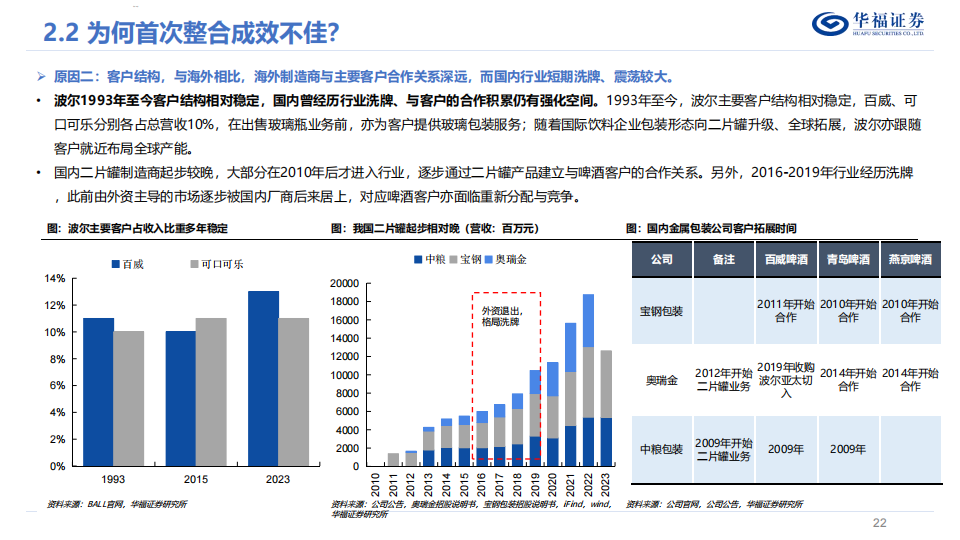 2.2 为何首次整合成效不佳？
华福证券
HUAFU SECURITIES CO.,LTD.
➢ 原因二：客户结构，与海外相比，海外制造商与主要客户合作关系深远，而国内行业短期洗牌、震荡较大。
• 波尔1993年至今客户结构相对稳定，国内曾经历行业洗牌、与客户的合作积累仍有强化空间。1993年至今，波尔主要客户结构相对稳定，百威、可
口可乐分别各占总营收10%，在出售玻璃瓶业务前，亦为客户提供玻璃包装服务；随着国际饮料企业包装形态向二片罐升级、全球拓展，波尔亦跟随
客户就近布局全球产能。
• 国内二片罐制造商起步较晚，大部分在2010年后才进入行业，逐步通过二片罐产品建立与啤酒客户的合作关系。另外，2016-2019年行业经历洗牌
，此前由外资主导的市场逐步被国内厂商后来居上，对应啤酒客户亦面临重新分配与竞争。
图：波尔主要客户占收入比重多年稳定
百威 可口可乐
14%
12%
10%
8%
6%
4%
2%
0%
1993 2015 2023
资料来源：BALL官网，华福证券研究所
图：我国二片罐起步相对晚（营收：百万元）
中粮 宝钢 奥瑞金
20000
18000
16000
14000
12000
10000
8000
6000
4000
2000
0
外资退出，
格局洗牌
2010 2011 2012 2013 2014 2015 2016 2017 2018 2019 2020 2021 2022 2023
资料来源：公司公告，奥瑞金招股说明书，宝钢包装招股说明书，iFind，wind，
华福证券研究所
图：国内金属包装公司客户拓展时间
公司 备注 百威啤酒 青岛啤酒 燕京啤酒
宝钢包装 2011年开始 2010年开始 2010年开始
合作 合作 合作
奥瑞金 2012年开始 2019年收购 2014年开始 2014年开始
二片罐业务 波尔亚太切 合作 合作
入
中粮包装 2009年开始 2009年 2009年
二片罐业务
资料来源：公司官网，公司公告，华福证券研究所
22